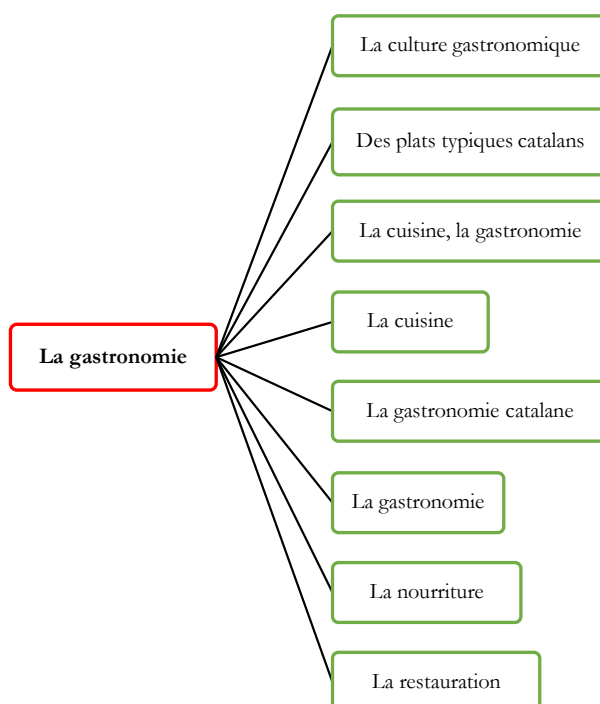 La culture gastronomique
Des plats typiques catalans
La cuisine, la gastronomie
La cuisine
La gastronomie
La gastronomie catalane
La gastronomie
La nourriture
La restauration